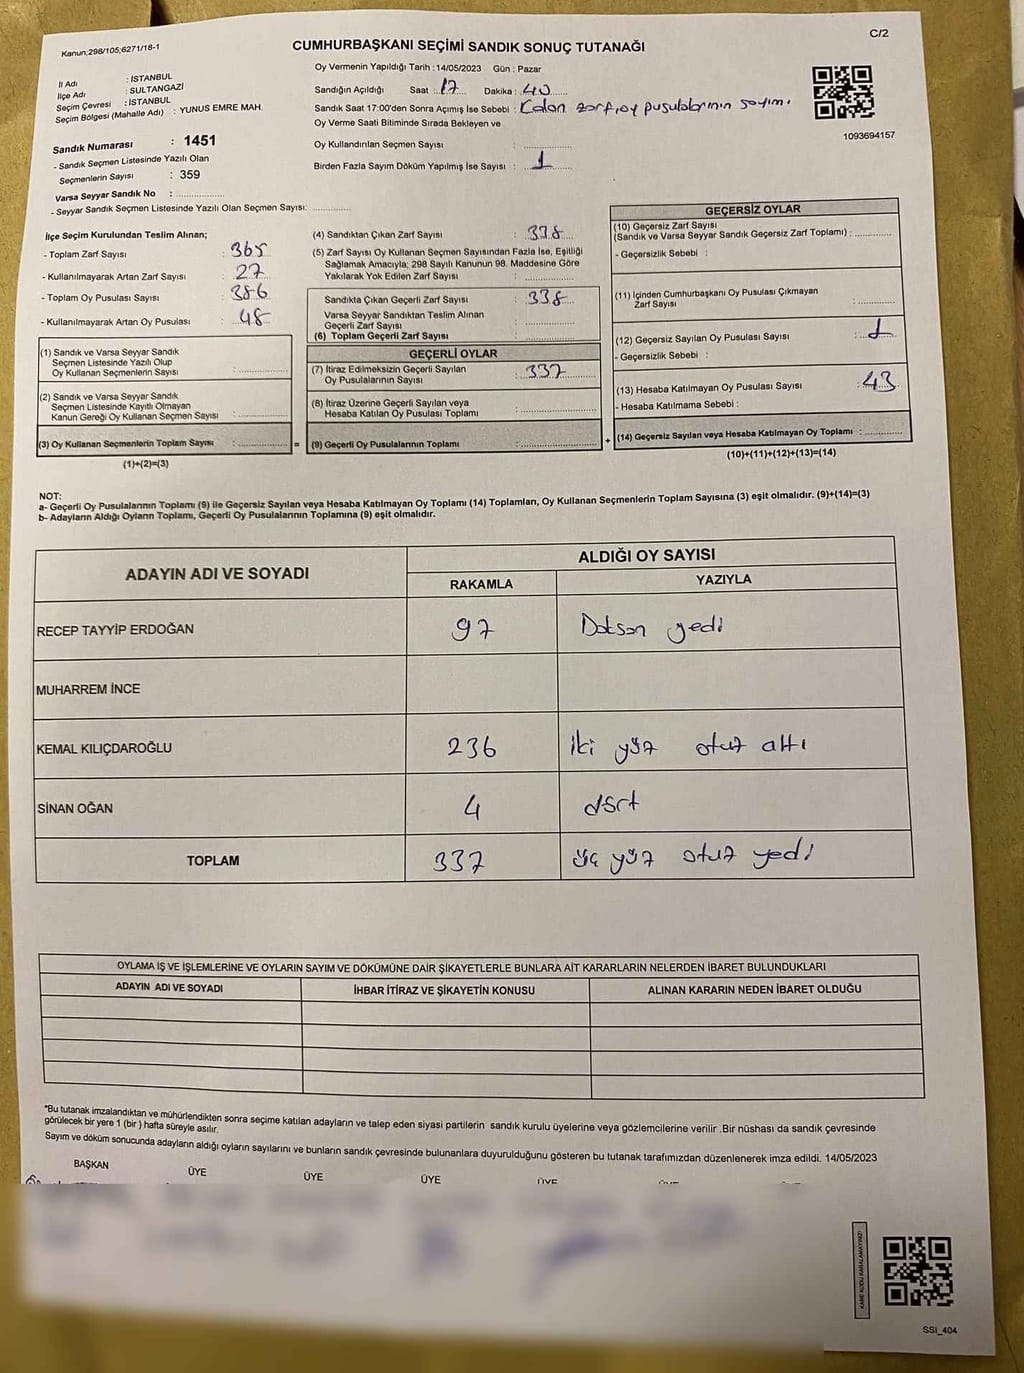 C/2
Kanun;298/105;6271/18-1
CUMHURBAŞKANI SEÇİMİ SANDIK SONUÇ TUTANAĞI
İl Adı : İSTANBUL
İlçe Adı : SULTANGAZİ
Seçim Çevresi : İSTANBUL
Seçim Bölgesi (Mahalle Adı) : YUNUS EMRE MAH.
Sandık Numarası : 1451
- Sandık Seçmen Listesinde Yazılı Olan
Seçmenlerin Sayısı : 359
Varsa Seyyar Sandık No :
- Seyyar Sandık Seçmen Listesinde Yazılı Olan Seçmen Sayısı:
Oy Vermenin Yapıldığı Tarih : 14/05/2023 Gün : Pazar
Sandığın Açıldığı Saat : 17 Dakika : 40
Sandık Saat 17:00'den Sonra Açımış İse Sebebi : Kalan zarf,oy pusulalarının sayım.
Oy Verme Saati Bitiminde Sırada Bekleyen ve
Oy Kullandırılan Seçmen Sayısı :
Birden Fazla Sayım Döküm Yapılmış İse Sayısı : 1
1093694157
İlçe Seçim Kurulundan Teslim Alınan;
- Toplam Zarf Sayısı : 365
- Kullanılmayarak Artan Zarf Sayısı : 27
- Toplam Oy Pusulası Sayısı : 386
- Kullanılmayarak Artan Oy Pusulası : 48
(1) Sandık ve Varsa Seyyar Sandık
Seçmen Listesinde Yazılı Olup
Oy Kullanan Seçmenlerin Sayısı :
(2) Sandık ve Varsa Seyyar Sandık
Seçmen Listesinde Kayıtlı Olmayan
Kanun Gereği Oy Kullanan Seçmen Sayısı :
(3) Oy Kullanan Seçmenlerin Toplam Sayısı : =
(1)+(2)=(3)
(4) Sandıktan Çıkan Zarf Sayısı : 338
(5) Zarf Sayısı Oy Kullanan Seçmen Sayısından Fazla İse, Eşitliği
Sağlamak Amacıyla; 298 Sayılı Kanunun 98. Maddesine Göre
Yakılarak Yok Edilen Zarf Sayısı :
Sandıkta Çıkan Geçerli Zarf Sayısı : 338
Varsa Seyyar Sandıktan Teslim Alınan
Geçerli Zarf Sayısı :
(6) Toplam Geçerli Zarf Sayısı :
GEÇERLİ OYLAR
(7) İtiraz Edilmeksizin Geçerli Sayılan
Oy Pusulalarının Sayısı : 337
(8) İtiraz Üzerine Geçerli Sayılan veya
Hesaba Katılan Oy Pusulası Toplamı :
(9) Geçerli Oy Pusulalarının Toplamı : +
GEÇERSİZ OYLAR
(10) Geçersiz Zarf Sayısı
(Sandık ve Varsa Seyyar Sandık Geçersiz Zarf Toplamı) :
- Geçersizlik Sebebi :
(11) İçinden Cumhurbaşkanı Oy Pusulası Çıkmayan
Zarf Sayısı :
(12) Geçersiz Sayılan Oy Pusulası Sayısı : 1
- Geçersizlik Sebebi :
(13) Hesaba Katılmayan Oy Pusulası Sayısı : 43
- Hesaba Katılmama Sebebi :
(14) Geçersiz Sayılan veya Hesaba Katılmayan Oy Toplamı :
(10)+(11)+(12)+(13)=(14)
NOT:
a- Geçerli Oy Pusulalarının Toplamı (9) ile Geçersiz Sayılan veya Hesaba Katılmayan Oy Toplamı (14) Toplamları, Oy Kullanan Seçmenlerin Toplam Sayısına (3) eşit olmalıdır. (9)+(14)=(3)
b- Adayların Aldığı Oyların Toplamı, Geçerli Oy Pusulalarının Toplamına (9) eşit olmalıdır.
ADAYIN ADI VE SOYADI ALDIĞI OY SAYISI
RAKAMLA YAZIYLA
RECEP TAYYİP ERDOĞAN 97 Doksan yedi
MUHARREM İNCE
KEMAL KILIÇDAROĞLU 236 iki yüz otuz altı
SİNAN OĞAN 4 dört
TOPLAM 337 üç yüz otuz yedi
OYLAMA İŞ VE İŞLEMLERİNE VE OYLARIN SAYIM VE DÖKÜMÜNE DAİR ŞİKAYETLERLE BUNLARA AİT KARARLARIN NELERDEN İBARET BULUNDUKLARI
ADAYIN ADI VE SOYADI İHBAR İTİRAZ VE ŞİKAYETİN KONUSU ALINAN KARARIN NEDEN İBARET OLDUĞU
*Bu tutanak imzalandıktan ve mühürlendikten sonra seçime katılan adayların ve talep eden siyasi partilerin sandık kurulu üyelerine veya gözlemcilerine verilir .Bir nüshası da sandık çevresinde
görülecek bir yere 1 (bir ) hafta süreyle asılır.
Sayım ve döküm sonucunda adayların aldığı oyların sayılarını ve bunların sandık çevresinde bulunanlara duyurulduğunu gösteren bu tutanak tarafımızdan düzenlenerek imza edildi. 14/05/2023
BAŞKAN ÜYE ÜYE ÜYE ÜYE
KARE KODU KARALAMAYINIZ!
SSI_404